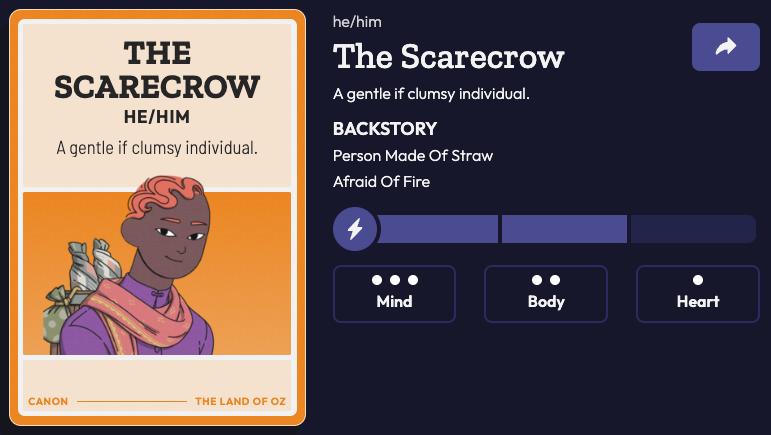 THE
SCARECROW
HE/HIM
A gentle if clumsy individual.
CANON
THE LAND OF OZ
he/him
The Scarecrow
A gentle if clumsy individual.
BACKSTORY
Person Made Of Straw
Afraid Of Fire
Mind
Body
Heart